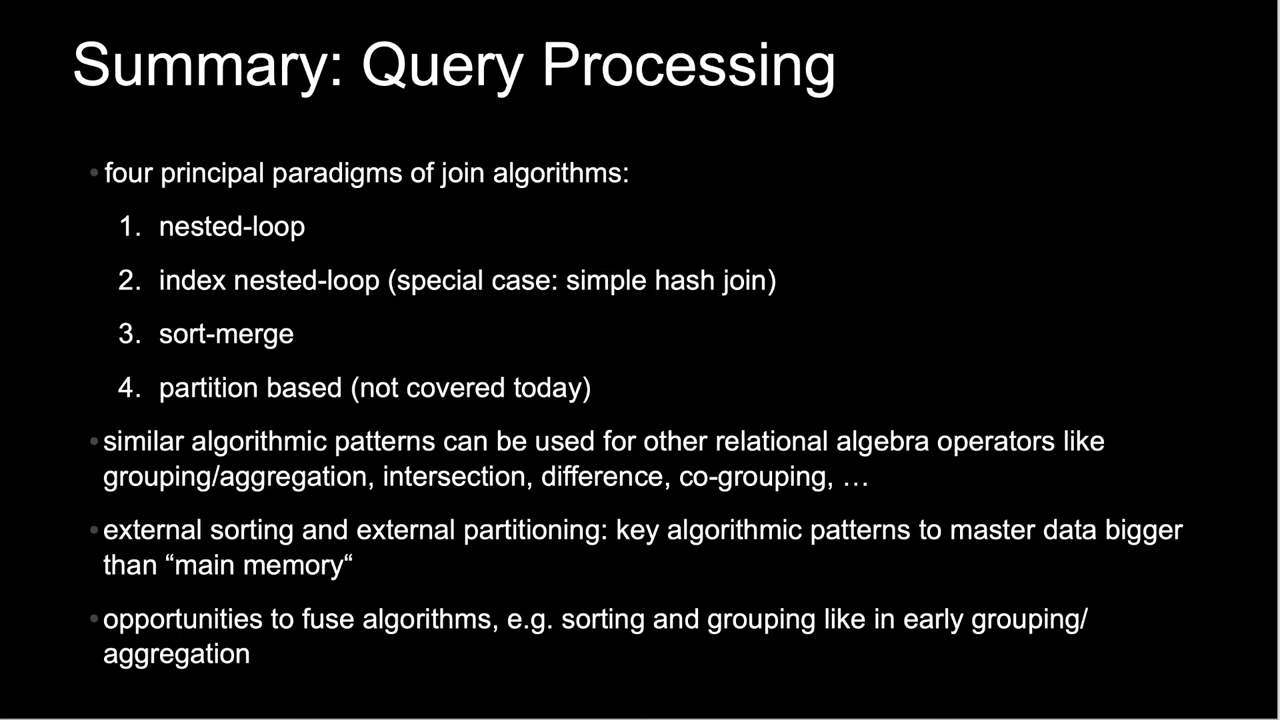 Summary: Query Processing
• four principal paradigms of join algorithms:
1. nested-loop
2. index nested-loop (special case: simple hash join)
3. sort-merge
4. partition based (not covered today)
• similar algorithmic patterns can be used for other relational algebra operators like
grouping/aggregation, intersection, difference, co-grouping, …
• external sorting and external partitioning: key algorithmic patterns to master data bigger
than “main memory“
• opportunities to fuse algorithms, e.g. sorting and grouping like in early grouping/
aggregation